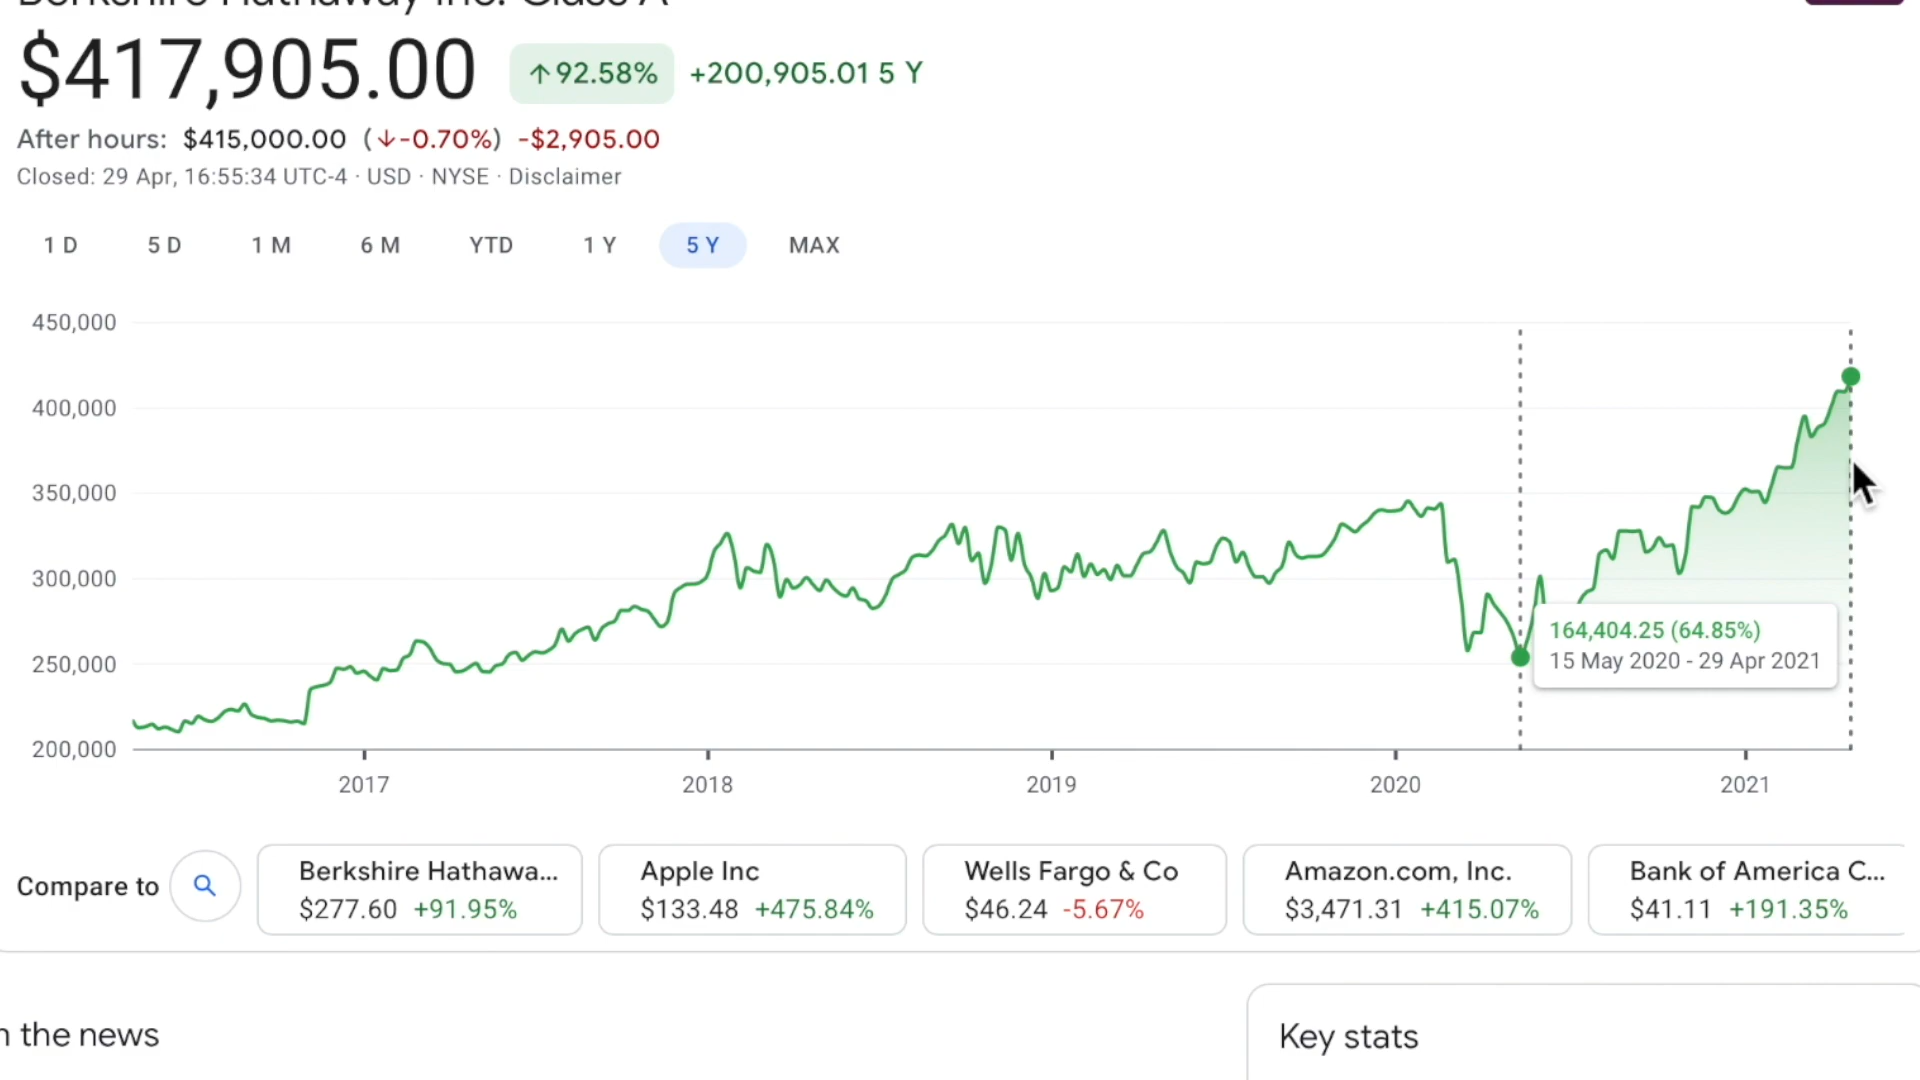 Berkshire Hathaway Inc. Class A
$417,905.00 ↑92.58% +200,905.01 5 Y
After hours: $415,000.00 (↓-0.70%) -$2,905.00
Closed: 29 Apr, 16:55:34 UTC-4 · USD · NYSE · Disclaimer
1 D 5 D 1 M 6 M YTD 1 Y 5 Y MAX
450,000
400,000
350,000
300,000
250,000
200,000
164,404.25 (64.85%)
15 May 2020 - 29 Apr 2021
2017 2018 2019 2020 2021
Compare to
Berkshire Hathawa...
$277.60 +91.95%
Apple Inc
$133.48 +475.84%
Wells Fargo & Co
$46.24 -5.67%
Amazon.com, Inc.
$3,471.31 +415.07%
Bank of America C...
$41.11 +191.35%
n the news
Key stats